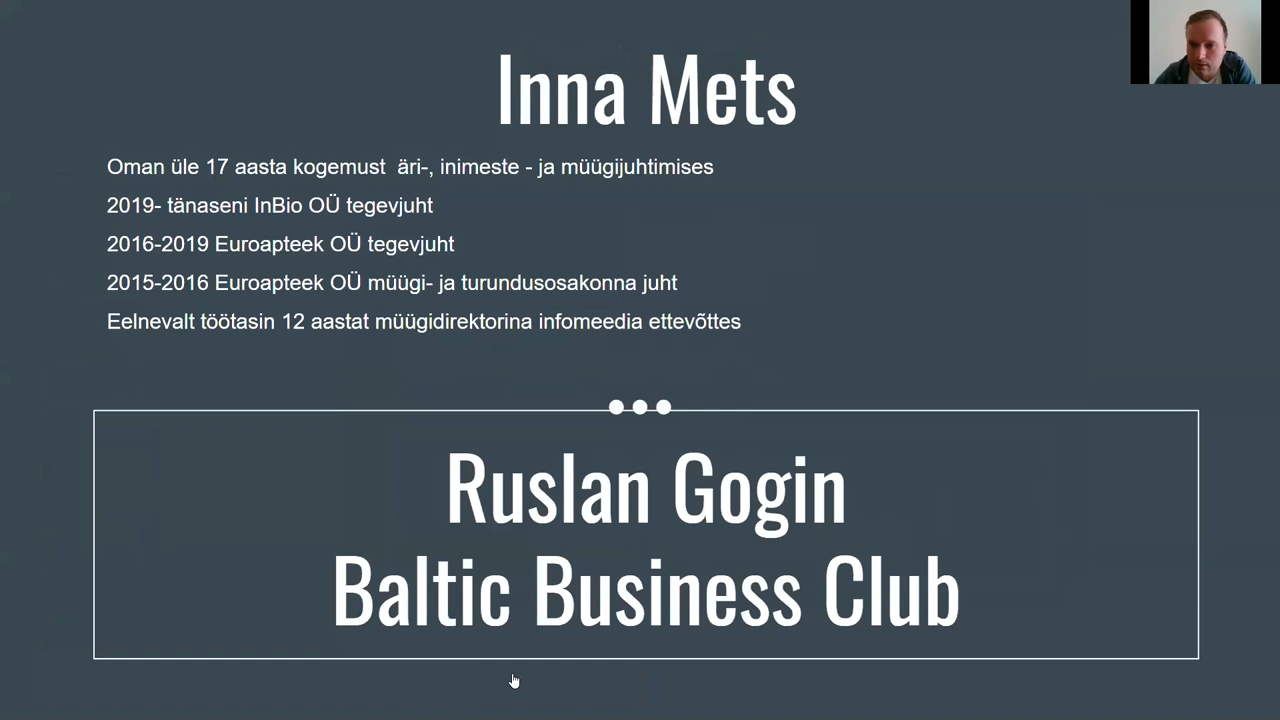 Inna Mets
Oman üle 17 aasta kogemust  äri-, inimeste - ja müügijuhtimises
2019- tänaseni InBio OÜ tegevjuht
2016-2019 Euroapteek OÜ tegevjuht
2015-2016 Euroapteek OÜ müügi- ja turundusosakonna juht
Eelnevalt töötasin 12 aastat müügidirektorina infomeedia ettevõttes
Ruslan Gogin
Baltic Business Club